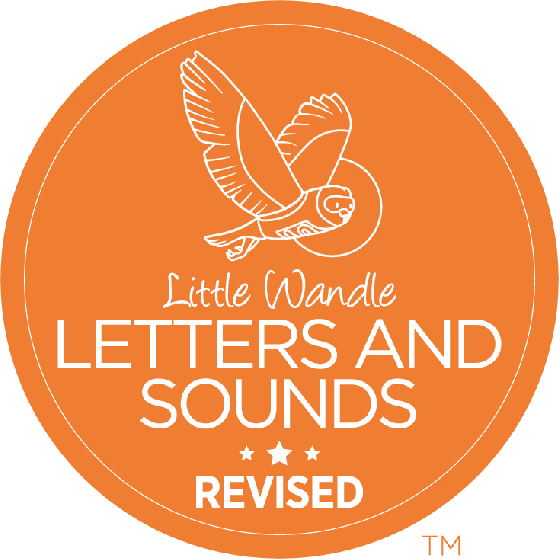 Little Wandle
LETTERS AND
SOUNDS
REVISED
TM